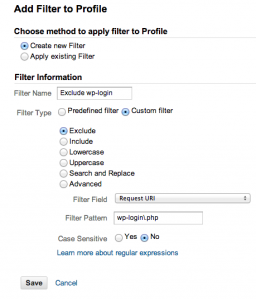 Add Filter to Profile
Choose method to apply filter to Profile
Create new Filter
Apply existing Filter
Filter Information
Filter Name Exclude wp-login
Filter Type Predefined filter Custom filter
Exclude
Include
Lowercase
Uppercase
Search and Replace
Advanced
Filter Field Request URI
Filter Pattern wp-login\.php
Case Sensitive Yes No
Learn more about regular expressions
Save Cancel